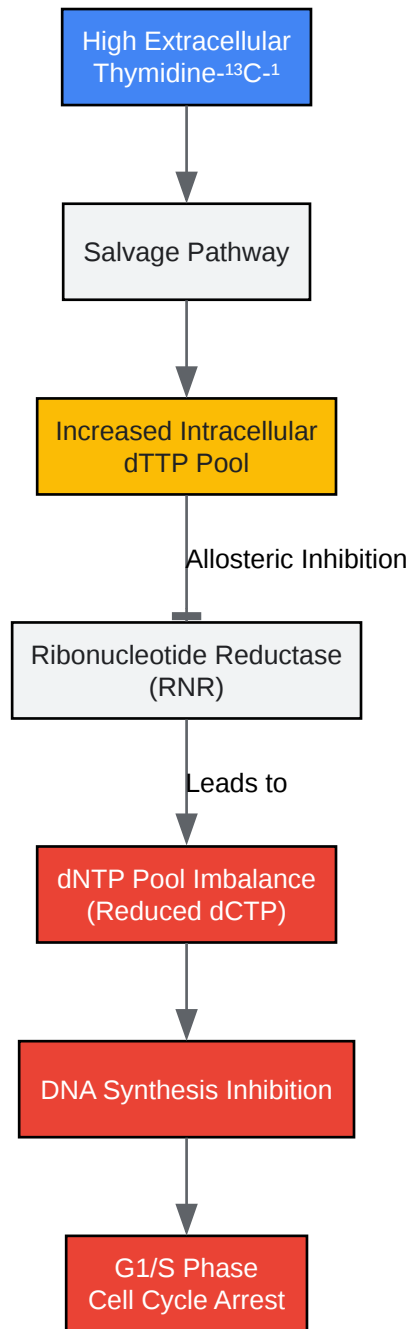 High Extracellular
Thymidine-¹³C-¹
Salvage Pathway
Increased Intracellular
dTTP Pool
Allosteric Inhibition
Ribonucleotide Reductase
(RNR)
Leads to
dNTP Pool Imbalance
(Reduced dCTP)
DNA Synthesis Inhibition
G1/S Phase
Cell Cycle Arrest